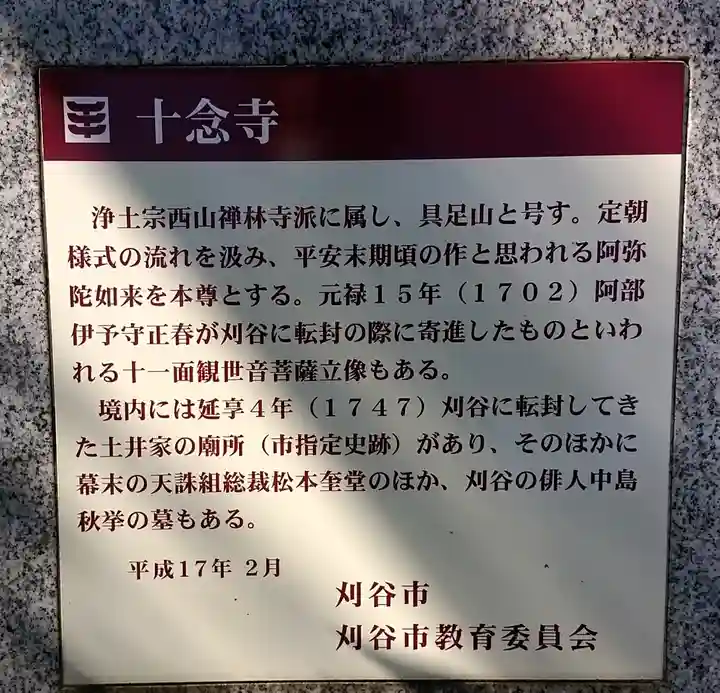 十念寺
浄土宗西山禅林寺派に属し、具足山と号す。定朝
様式の流れを汲み、平安末期頃の作と思われる阿弥
陀如来を本尊とする。元禄15年（1702）阿部
伊予守正春が刈谷に転封の際に寄進したものといわ
れる十一面観世音菩薩立像もある。
境内には延享4年（1747）刈谷に転封してき
た土井家の廟所（市指定史跡）があり、そのほかに
幕末の天誅組総裁松本奎堂のほか、刈谷の俳人中島
秋挙の墓もある。
平成17年 2月
刈谷市
刈谷市教育委員会